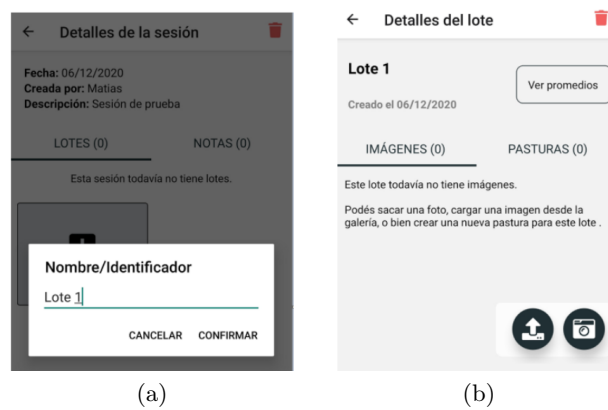 Detalles de la sesión
Fecha: 06/12/2020
Creada por: Matias
Descripción: Sesión de prueba
LOTES (0)
NOTAS (0)
Esta sesión todavía no tiene lotes.
Nombre/Identificador
Lote 1
CANCELAR
CONFIRMAR
(a)
Detalles del lote
Lote 1
Ver promedios
Creado el 06/12/2020
IMÁGENES (0)
PASTURAS (0)
Este lote todavía no tiene imágenes.
Podés sacar una foto, cargar una imagen desde la
galería, o bien crear una nueva pastura para este lote .
(b)